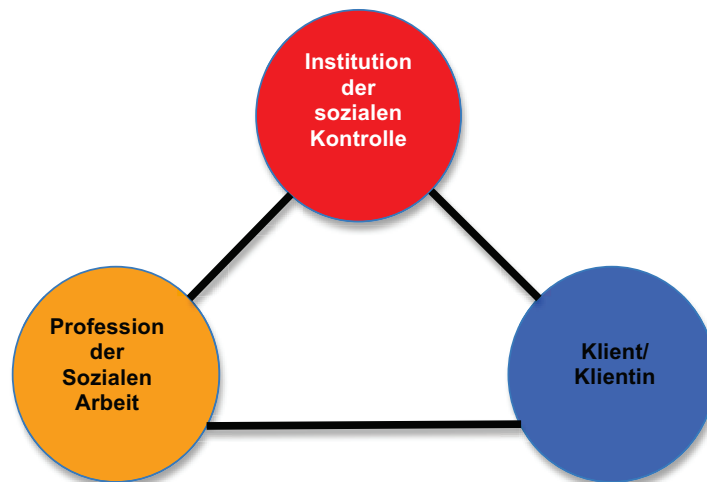 Institution
der
sozialen
Kontrolle
Profession
der
Sozialen
Arbeit
Klient/
Klientin